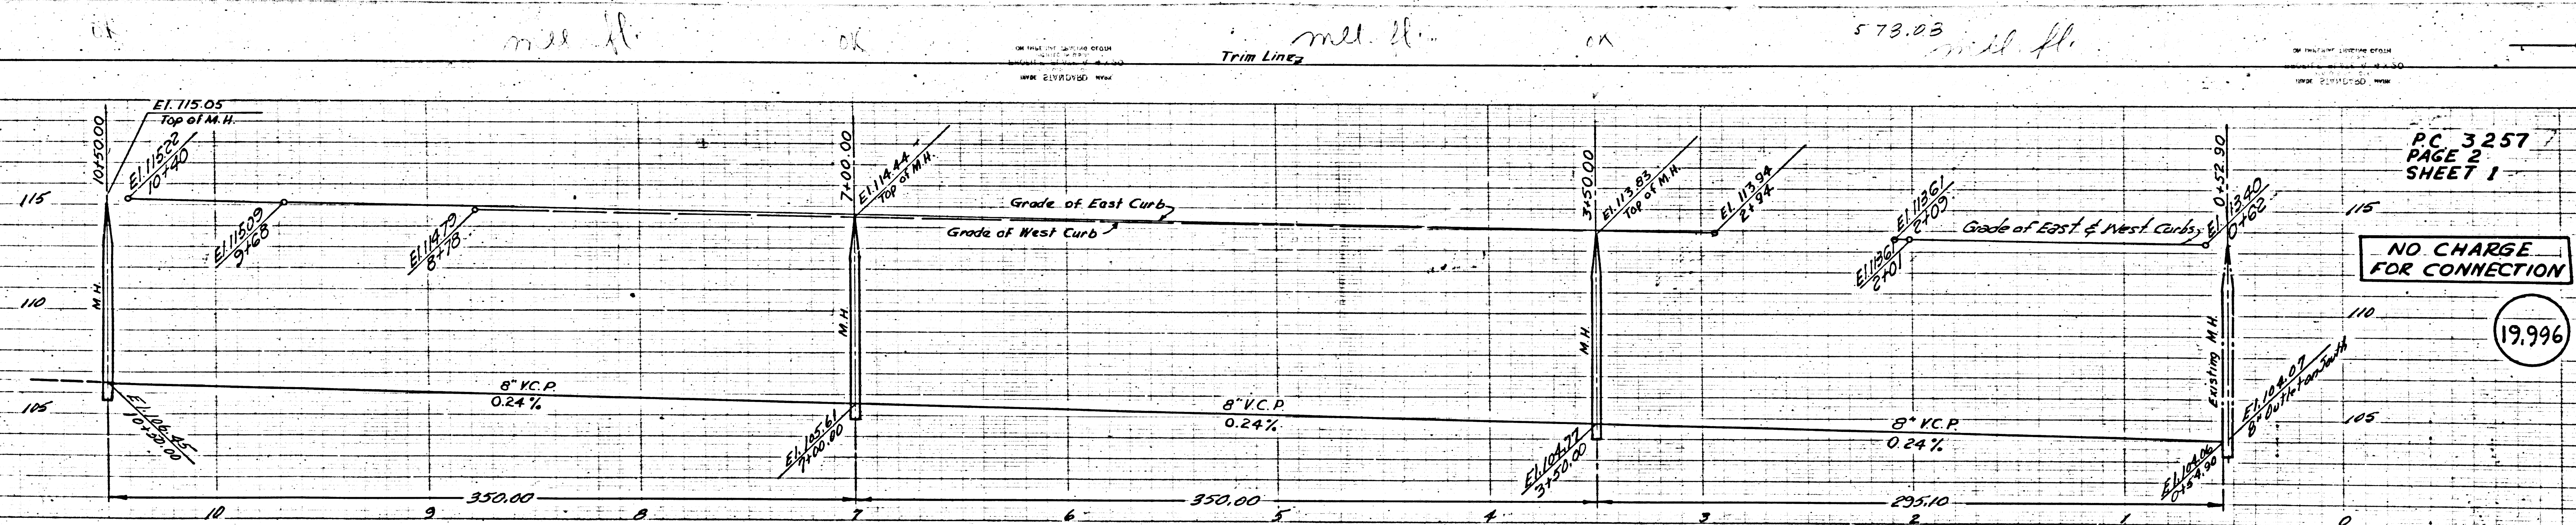 OK
OK
OK
573.03
Trim Line
El. 115.05
Top of M.H.
10+50.00
El. 115.22
10+40
El. 115.09
9+68
El. 114.79
8+78
7+00.00
El. 114.44
Top of M.H.
Grade of East Curb
Grade of West Curb
3+50.00
El. 113.83
Top of M.H.
El. 113.94
2+94
El. 113.61
2+09
El. 113.61
2+01
Grade of East & West Curbs
0+52.90
El. 113.40
0+62
P.C. 3257
PAGE 2
SHEET 1
NO CHARGE
FOR CONNECTION
19,996
115
110
105
115
110
105
M.H.
M.H.
M.H.
Existing M.H.
El. 104.07
8" Outlet on South
8" V.C.P.
0.24%
8" V.C.P.
0.24%
8" V.C.P.
0.24%
El. 106.45
10+50.00
El. 105.61
7+00.00
El. 104.77
3+50.00
El. 104.06
0+54.90
350.00
350.00
295.10
10 9 8 7 6 5 4 3 2 1 0